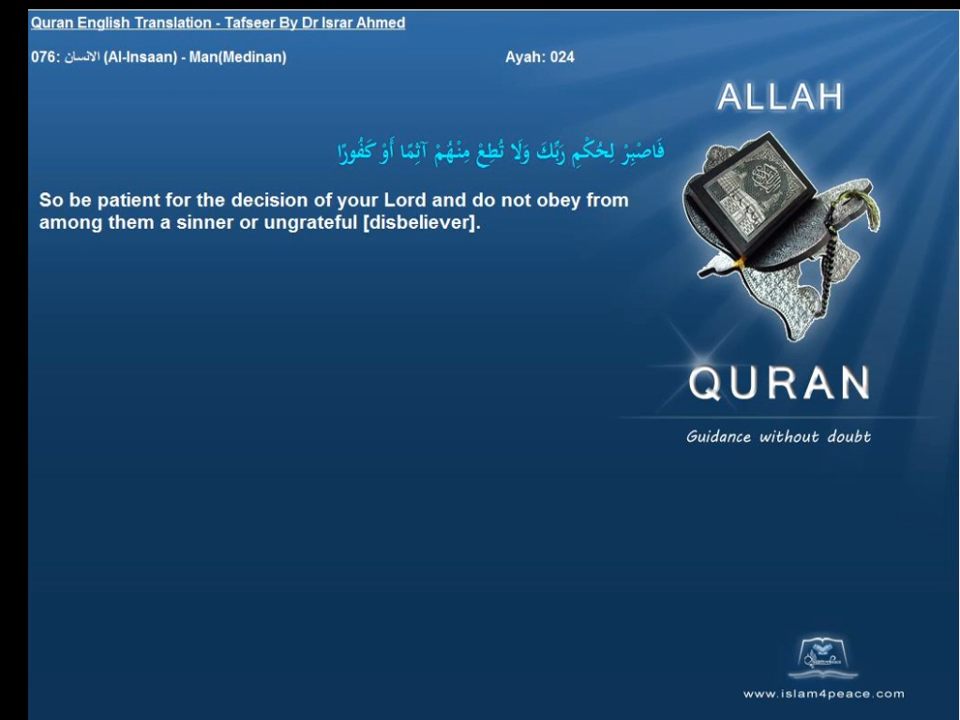 Quran English Translation - Tafseer By Dr Israr Ahmed
076: الانسان (Al-Insaan) - Man(Medinan) Ayah: 024
ALLAH
فَاصْبِرْ لِحُكْمِ رَبِّكَ وَلَا تُطِعْ مِنْهُمْ آثِمًا أَوْ كَفُورًا
So be patient for the decision of your Lord and do not obey from
among them a sinner or ungrateful [disbeliever].
QURAN
Guidance without doubt
www.islam4peace.com